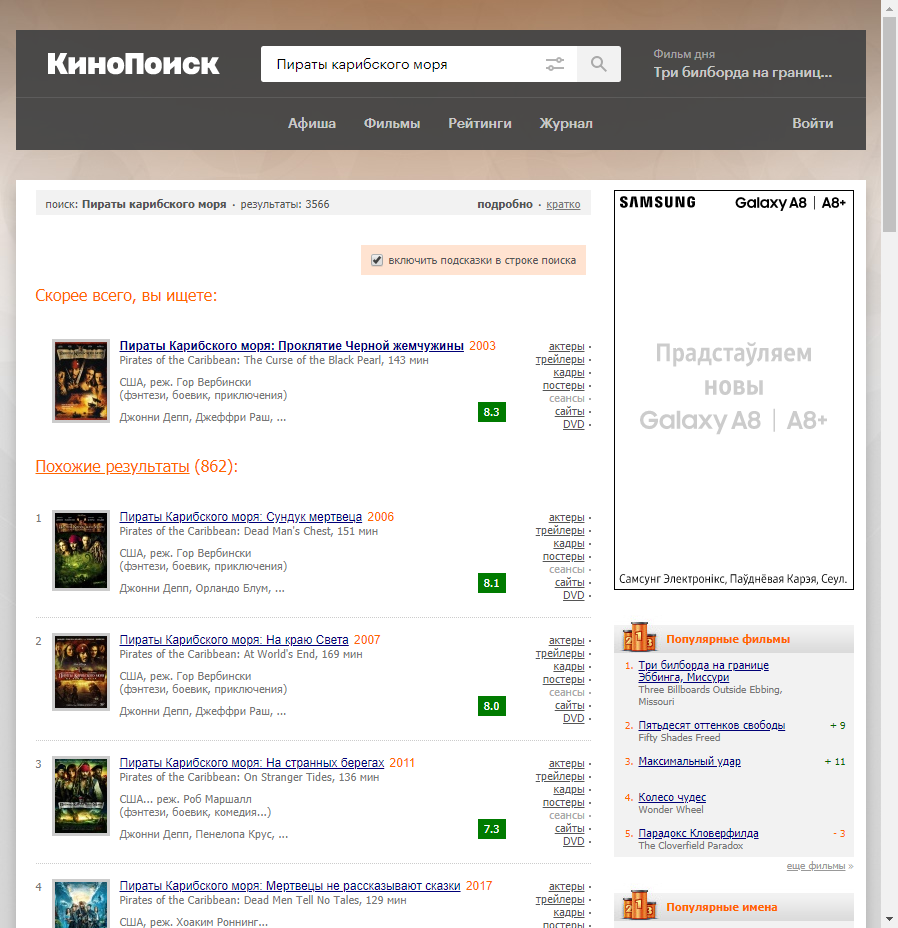 КиноПоиск
Пираты карибского моря
Фильм дня
Три билборда на границ...
Афиша Фильмы Рейтинги Журнал Войти
поиск: Пираты карибского моря · результаты: 3566 подробно · кратко
включить подсказки в строке поиска
Скорее всего, вы ищете:
Пираты Карибского моря: Проклятие Черной жемчужины 2003
Pirates of the Caribbean: The Curse of the Black Pearl, 143 мин
США, реж. Гор Вербински
(фэнтези, боевик, приключения)
Джонни Депп, Джеффри Раш, ...
8.3
актеры ·
трейлеры ·
кадры ·
постеры ·
сеансы ·
сайты ·
DVD ·
Похожие результаты (862):
1 Пираты Карибского моря: Сундук мертвеца 2006
Pirates of the Caribbean: Dead Man's Chest, 151 мин
США, реж. Гор Вербински
(фэнтези, боевик, приключения)
Джонни Депп, Орландо Блум, ...
8.1
актеры ·
трейлеры ·
кадры ·
постеры ·
сеансы ·
сайты ·
DVD ·
2 Пираты Карибского моря: На краю Света 2007
Pirates of the Caribbean: At World's End, 169 мин
США, реж. Гор Вербински
(фэнтези, боевик, приключения)
Джонни Депп, Джеффри Раш, ...
8.0
актеры ·
трейлеры ·
кадры ·
постеры ·
сеансы ·
сайты ·
DVD ·
3 Пираты Карибского моря: На странных берегах 2011
Pirates of the Caribbean: On Stranger Tides, 136 мин
США... реж. Роб Маршалл
(фэнтези, боевик, комедия...)
Джонни Депп, Пенелопа Крус, ...
7.3
актеры ·
трейлеры ·
кадры ·
постеры ·
сеансы ·
сайты ·
DVD ·
4 Пираты Карибского моря: Мертвецы не рассказывают сказки 2017
Pirates of the Caribbean: Dead Men Tell No Tales, 129 мин
США, реж. Хоаким Роннинг...
актеры ·
трейлеры ·
кадры ·
постеры ·
SAMSUNG Galaxy A8 | A8+
Прадстаўляем
новы
Galaxy A8 | A8+
Самсунг Электронікс, Паўднёвая Карэя, Сеул.
Популярные фильмы
1. Три билборда на границе
Эббинга, Миссури
Three Billboards Outside Ebbing,
Missouri
2. Пятьдесят оттенков свободы + 9
Fifty Shades Freed
3. Максимальный удар + 11
4. Колесо чудес
Wonder Wheel
5. Парадокс Кловерфилда - 3
The Cloverfield Paradox
еще фильмы »
Популярные имена